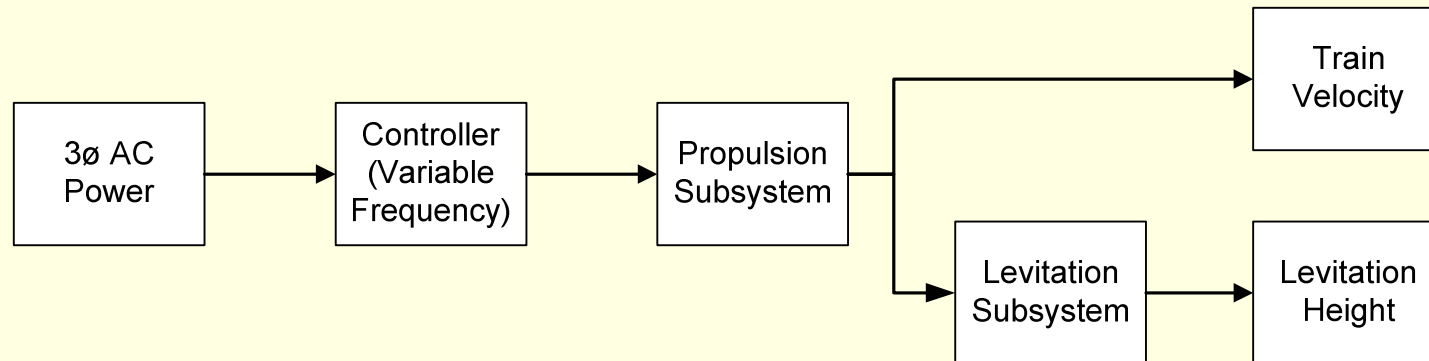 3ø AC
Power
Controller
(Variable
Frequency)
Propulsion
Subsystem
Train
Velocity
Levitation
Subsystem
Levitation
Height